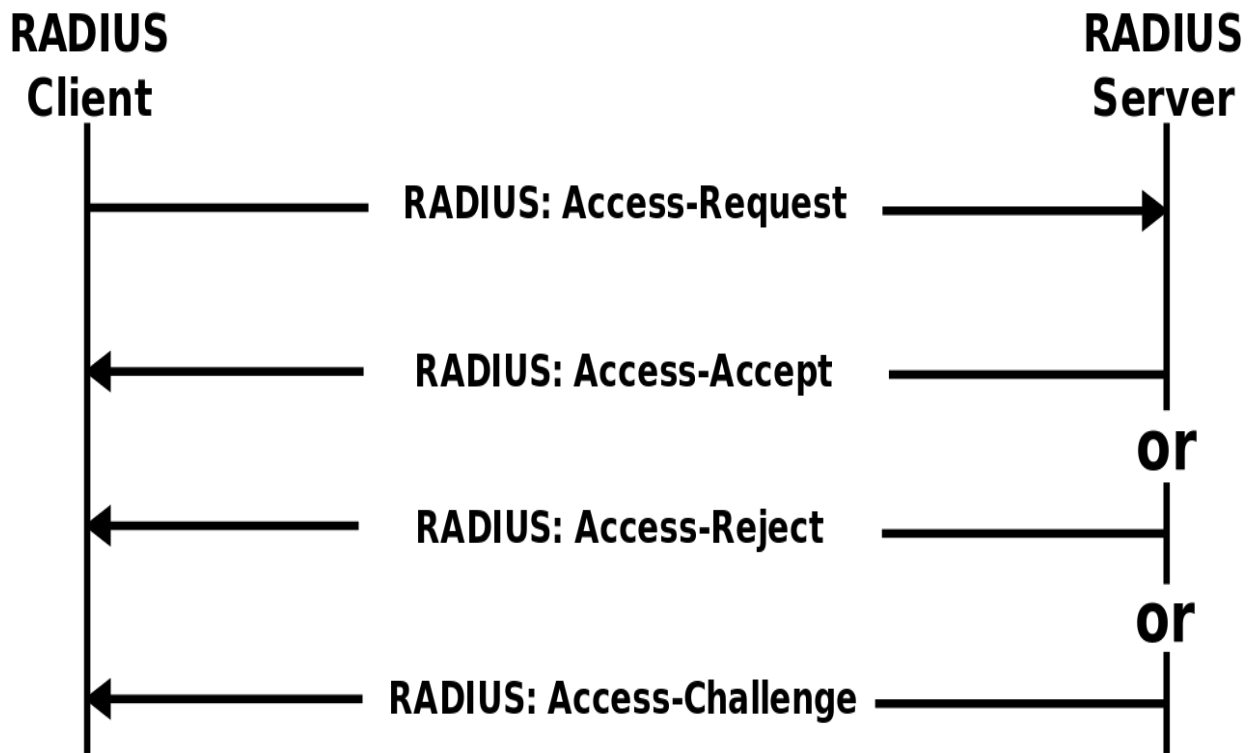 RADIUS
Client
RADIUS
Server
RADIUS: Access-Request
RADIUS: Access-Accept
or
RADIUS: Access-Reject
or
RADIUS: Access-Challenge